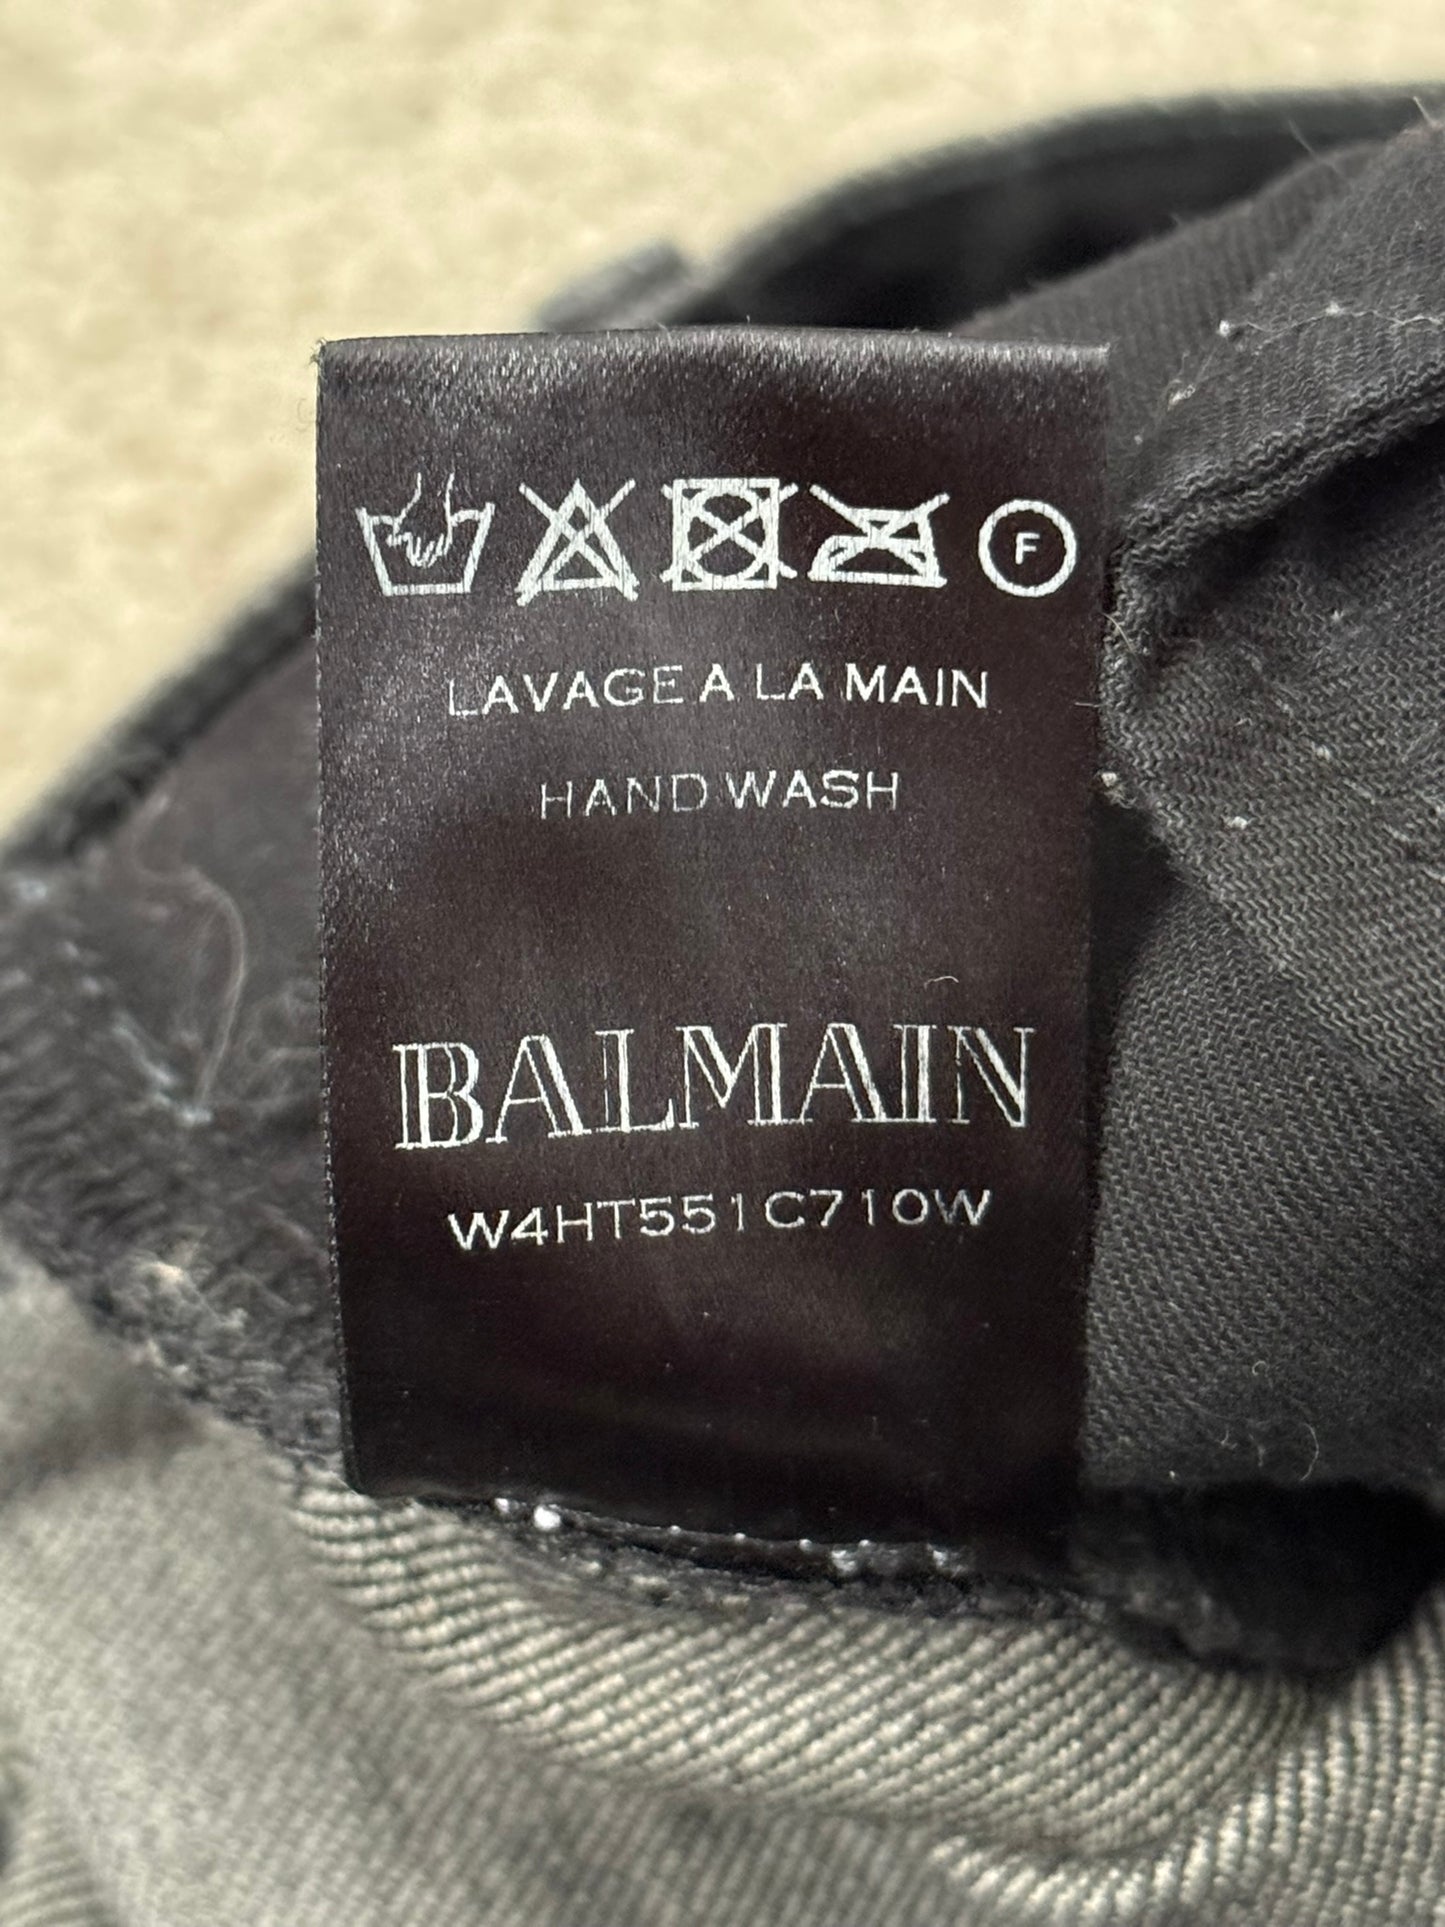 F
LAVAGE A LA MAIN
HAND WASH
BALMAIN
W4HT551C710W